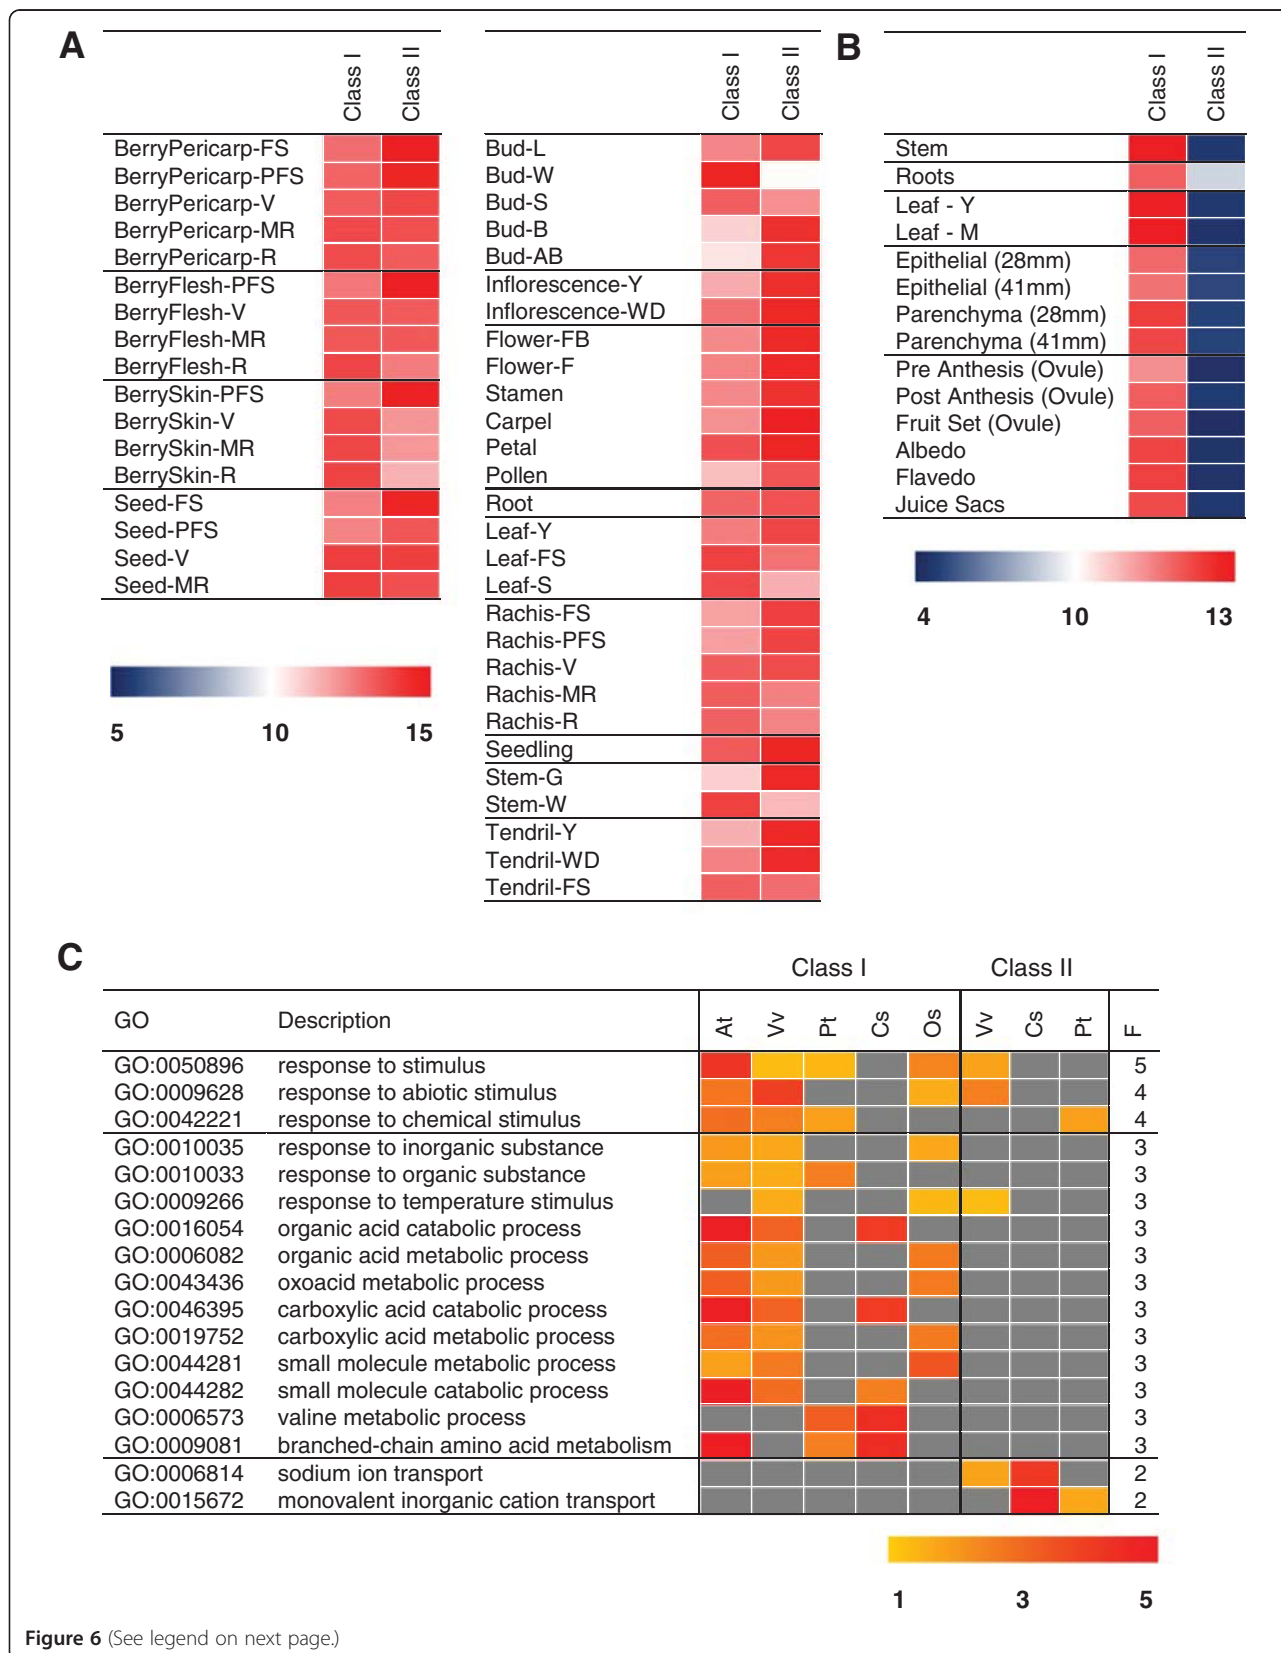 A
Class I
Class II
BerryPericarp-FS
BerryPericarp-PFS
BerryPericarp-V
BerryPericarp-MR
BerryPericarp-R
BerryFlesh-PFS
BerryFlesh-V
BerryFlesh-MR
BerryFlesh-R
BerrySkin-PFS
BerrySkin-V
BerrySkin-MR
BerrySkin-R
Seed-FS
Seed-PFS
Seed-V
Seed-MR
5 10 15
Class I
Class II
Bud-L
Bud-W
Bud-S
Bud-B
Bud-AB
Inflorescence-Y
Inflorescence-WD
Flower-FB
Flower-F
Stamen
Carpel
Petal
Pollen
Root
Leaf-Y
Leaf-FS
Leaf-S
Rachis-FS
Rachis-PFS
Rachis-V
Rachis-MR
Rachis-R
Seedling
Stem-G
Stem-W
Tendril-Y
Tendril-WD
Tendril-FS
B
Class I
Class II
Stem
Roots
Leaf - Y
Leaf - M
Epithelial (28mm)
Epithelial (41mm)
Parenchyma (28mm)
Parenchyma (41mm)
Pre Anthesis (Ovule)
Post Anthesis (Ovule)
Fruit Set (Ovule)
Albedo
Flavedo
Juice Sacs
4 10 13
C
Class I Class II
GO Description At Vv Pt Cs Os Vv Cs Pt F
GO:0050896 response to stimulus 5
GO:0009628 response to abiotic stimulus 4
GO:0042221 response to chemical stimulus 4
GO:0010035 response to inorganic substance 3
GO:0010033 response to organic substance 3
GO:0009266 response to temperature stimulus 3
GO:0016054 organic acid catabolic process 3
GO:0006082 organic acid metabolic process 3
GO:0043436 oxoacid metabolic process 3
GO:0046395 carboxylic acid catabolic process 3
GO:0019752 carboxylic acid metabolic process 3
GO:0044281 small molecule metabolic process 3
GO:0044282 small molecule catabolic process 3
GO:0006573 valine metabolic process 3
GO:0009081 branched-chain amino acid metabolism 3
GO:0006814 sodium ion transport 2
GO:0015672 monovalent inorganic cation transport 2
1 3 5
Figure 6 (See legend on next page.)